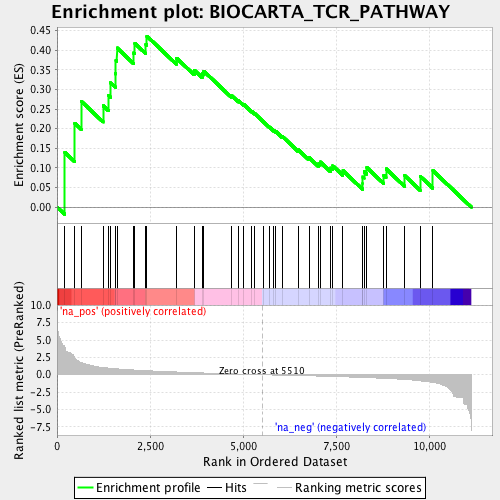 Enrichment plot: BIOCARTA_TCR_PATHWAY
Enrichment score (ES)
0.45
0.40
0.35
0.30
0.25
0.20
0.15
0.10
0.05
0.00
Ranked list metric (PreRanked)
10.0
7.5
5.0
2.5
0.0
-2.5
-5.0
-7.5
'na_pos' (positively correlated)
Zero cross at 5510
'na_neg' (negatively correlated)
0 2,500 5,000 7,500 10,000
Rank in Ordered Dataset
Enrichment profile Hits Ranking metric scores